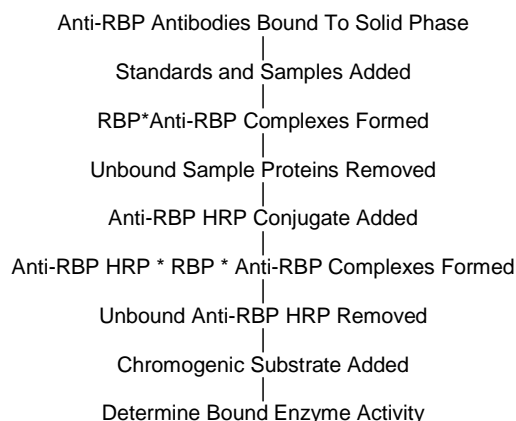 Anti-RBP Antibodies Bound To Solid Phase
Standards and Samples Added
RBP*Anti-RBP Complexes Formed
Unbound Sample Proteins Removed
Anti-RBP HRP Conjugate Added
Anti-RBP HRP * RBP * Anti-RBP Complexes Formed
Unbound Anti-RBP HRP Removed
Chromogenic Substrate Added
Determine Bound Enzyme Activity